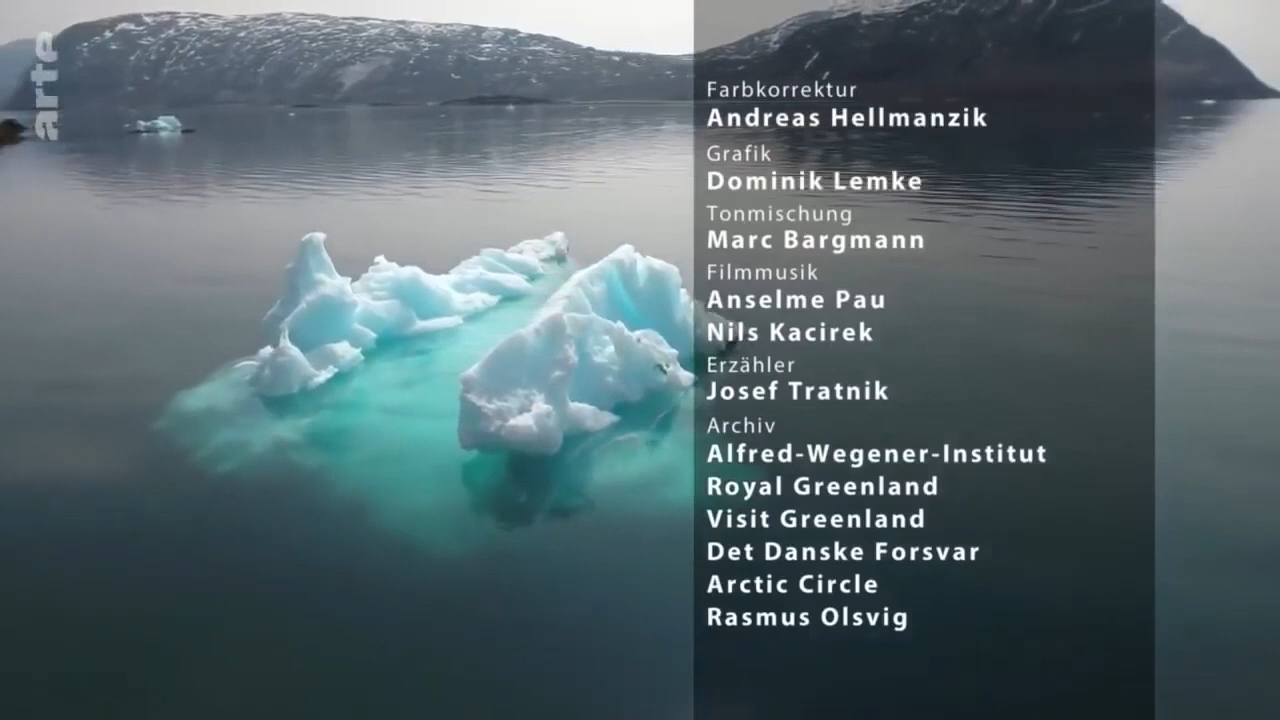 arte
Farbkorrektur
Andreas Hellmanzik
Grafik
Dominik Lemke
Tonmischung
Marc Bargmann
Filmmusik
Anselme Pau
Nils Kacirek
Erzähler
Josef Tratnik
Archiv
Alfred-Wegener-Institut
Royal Greenland
Visit Greenland
Det Danske Forsvar
Arctic Circle
Rasmus Olsvig